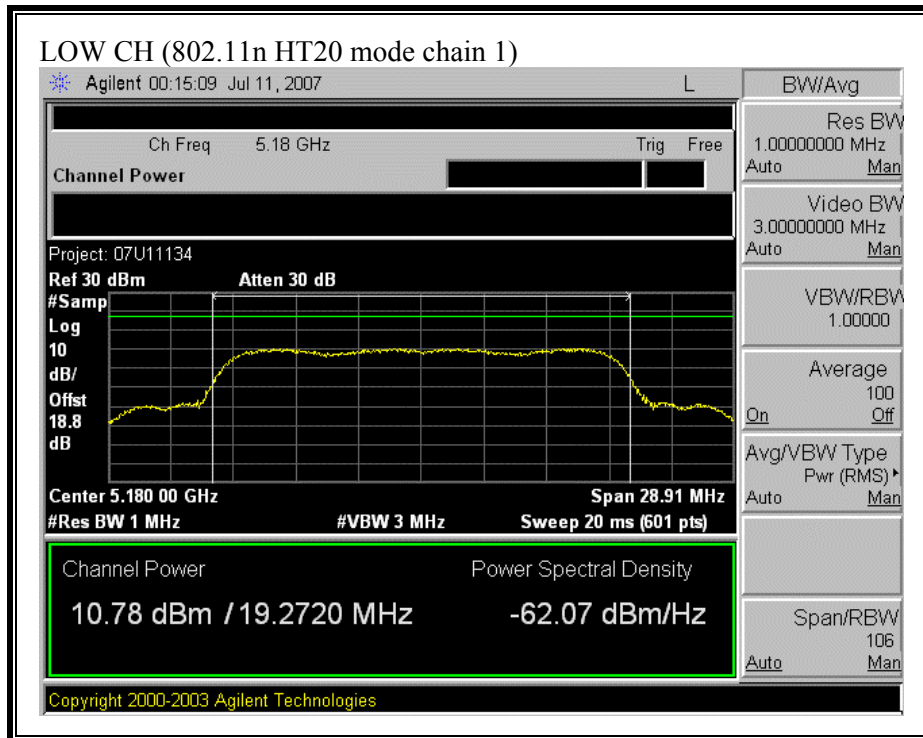 LOW CH (802.11n HT20 mode chain 1)
Agilent 00:15:09 Jul 11, 2007 L
Ch Freq 5.18 GHz Trig Free
Channel Power
Project: 07U11134
Ref 30 dBm Atten 30 dB
#Samp
Log
10
dB/
Offst
18.8
dB
Center 5.180 00 GHz Span 28.91 MHz
#Res BW 1 MHz #VBW 3 MHz Sweep 20 ms (601 pts)
Channel Power Power Spectral Density
10.78 dBm / 19.2720 MHz -62.07 dBm/Hz
Copyright 2000-2003 Agilent Technologies
BW/Avg
Res BW
1.00000000 MHz
Auto Man
Video BW
3.00000000 MHz
Auto Man
VBW/RBW
1.00000
Average
100
On Off
Avg/VBW Type
Pwr (RMS)
Auto Man
Span/RBW
106
Auto Man